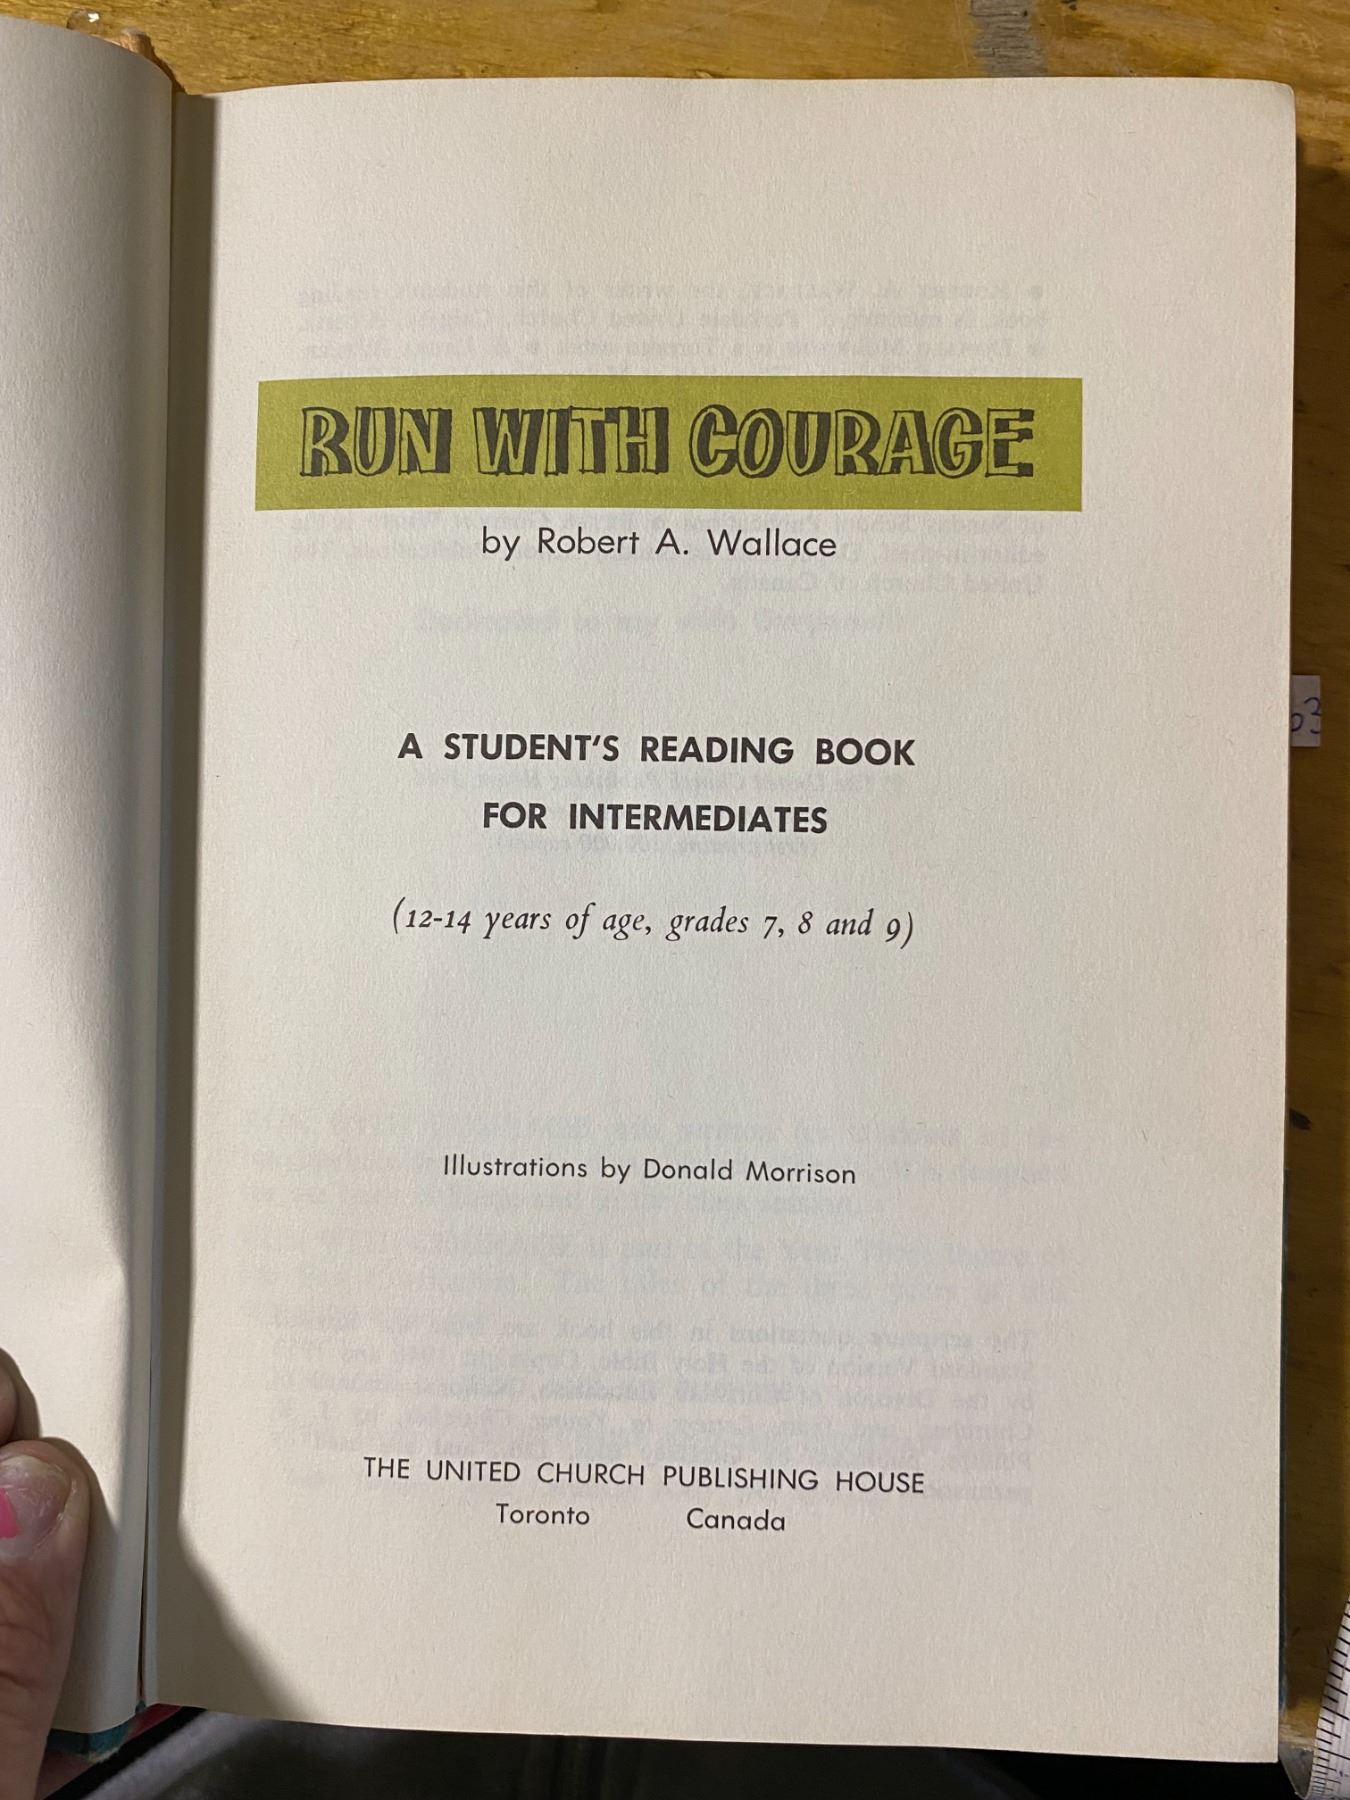 RUN WITH COURAGE
by Robert A. Wallace
A STUDENT'S READING BOOK
FOR INTERMEDIATES
(12-14 years of age, grades 7, 8 and 9)
Illustrations by Donald Morrison
THE UNITED CHURCH PUBLISHING HOUSE
Toronto Canada